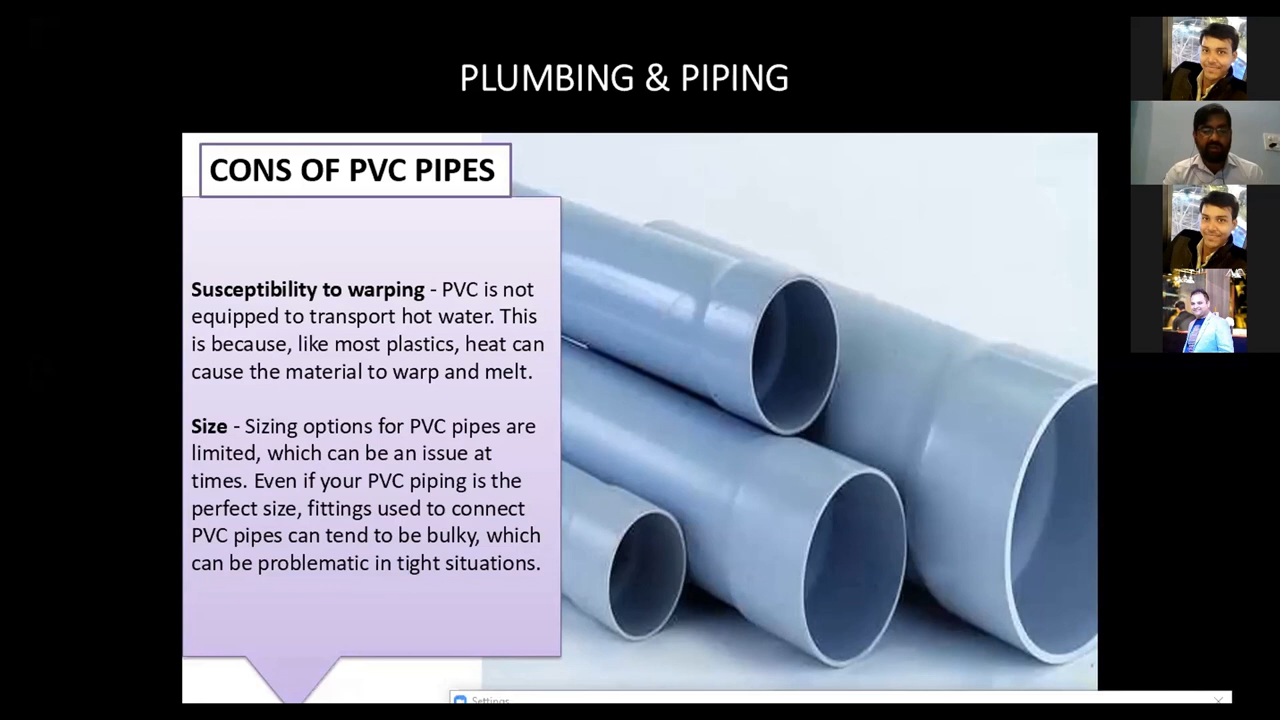 PLUMBING & PIPING
CONS OF PVC PIPES
Susceptibility to warping - PVC is not
equipped to transport hot water. This
is because, like most plastics, heat can
cause the material to warp and melt.
Size - Sizing options for PVC pipes are
limited, which can be an issue at
times. Even if your PVC piping is the
perfect size, fittings used to connect
PVC pipes can tend to be bulky, which
can be problematic in tight situations.
Settings